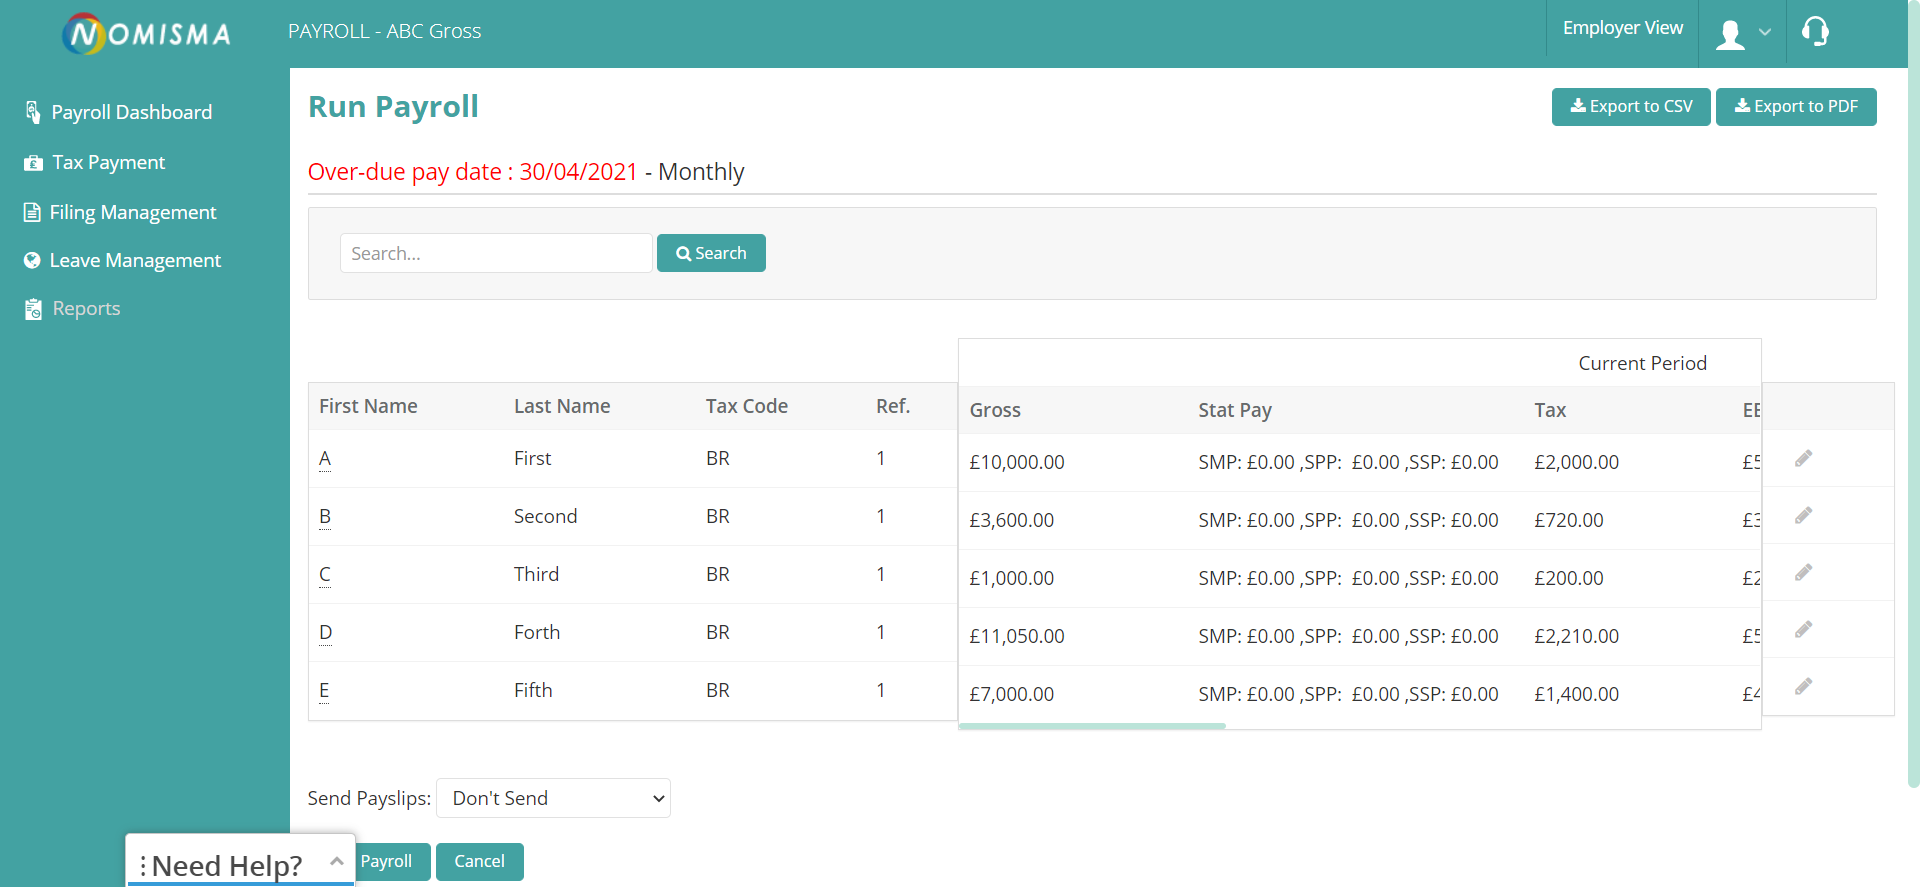 NOMISMA
PAYROLL - ABC Gross
Employer View
Payroll Dashboard
Tax Payment
Filing Management
Leave Management
Reports
Run Payroll
Export to CSV
Export to PDF
Over-due pay date : 30/04/2021 - Monthly
Search...
Search
Current Period
First Name Last Name Tax Code Ref. Gross Stat Pay Tax
A First BR 1 £10,000.00 SMP: £0.00 ,SPP: £0.00 ,SSP: £0.00 £2,000.00
B Second BR 1 £3,600.00 SMP: £0.00 ,SPP: £0.00 ,SSP: £0.00 £720.00
C Third BR 1 £1,000.00 SMP: £0.00 ,SPP: £0.00 ,SSP: £0.00 £200.00
D Forth BR 1 £11,050.00 SMP: £0.00 ,SPP: £0.00 ,SSP: £0.00 £2,210.00
E Fifth BR 1 £7,000.00 SMP: £0.00 ,SPP: £0.00 ,SSP: £0.00 £1,400.00
Send Payslips: Don't Send
Need Help?
Payroll
Cancel